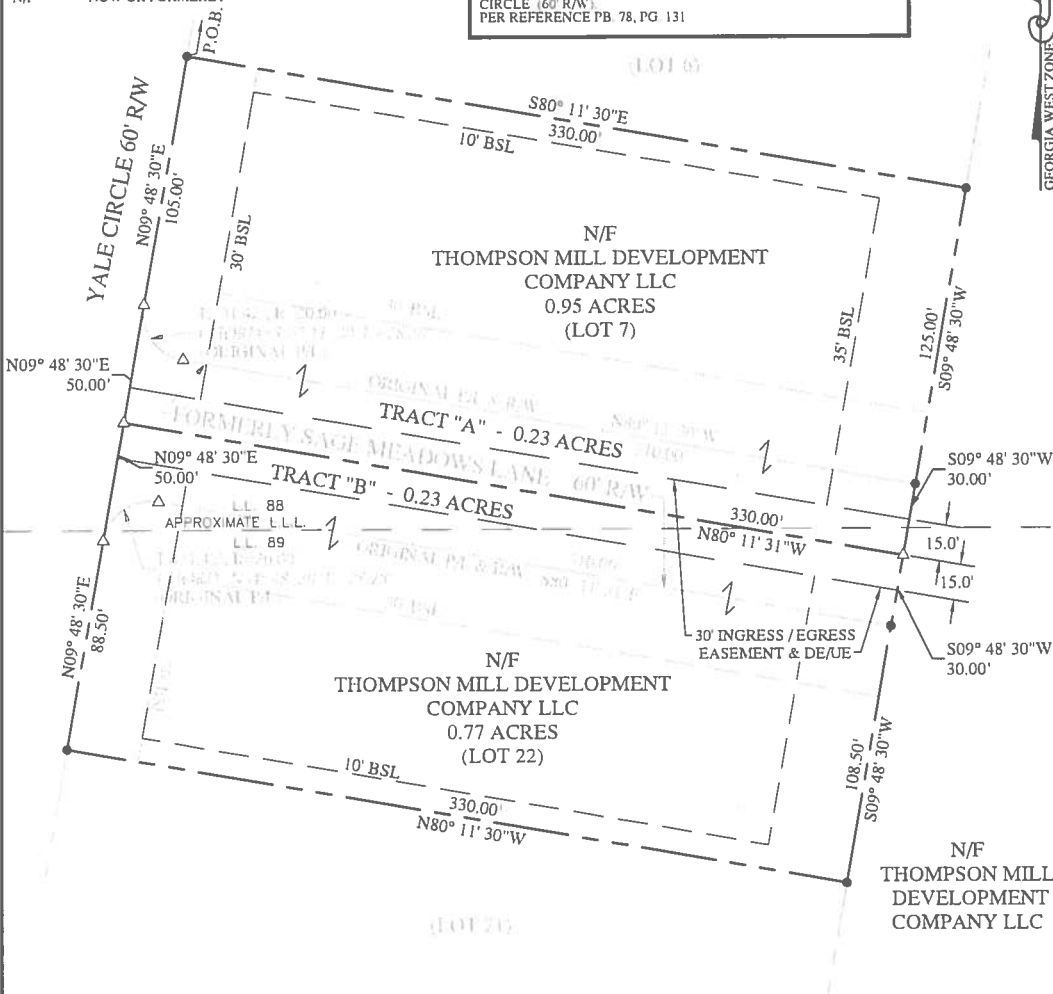 CIRCLE (60' R/W)
PER REFERENCE PB. 78, PG. 131
P.O.B.
GEORGIA WEST ZONE
(LOT 6)
YALE CIRCLE 60' R/W
N09° 48' 30"E
105.00'
S80° 11' 30"E
330.00'
10' BSL
30' BSL
N/F
THOMPSON MILL DEVELOPMENT
COMPANY LLC
0.95 ACRES
(LOT 7)
35' BSL
125.00'
S09° 48' 30"W
N09° 48' 30"E
50.00'
ORIGINAL P/L & R/W
TRACT "A" - 0.23 ACRES
FORMERLY SAGE MEADOWS LANE 60' R/W
N09° 48' 30"E
50.00'
TRACT "B" - 0.23 ACRES
330.00'
N80° 11' 31"W
S09° 48' 30"W
30.00'
15.0'
15.0'
L.L. 88
APPROXIMATE L.L.L.
L.L. 89
ORIGINAL P/L & R/W
ORIGINAL P/L
30' INGRESS / EGRESS
EASEMENT & DE/UE
S09° 48' 30"W
30.00'
N09° 48' 30"E
88.50'
N/F
THOMPSON MILL DEVELOPMENT
COMPANY LLC
0.77 ACRES
(LOT 22)
108.50'
S09° 48' 30"W
10' BSL
330.00'
N80° 11' 30"W
N/F
THOMPSON MILL
DEVELOPMENT
COMPANY LLC
(LOT 21)